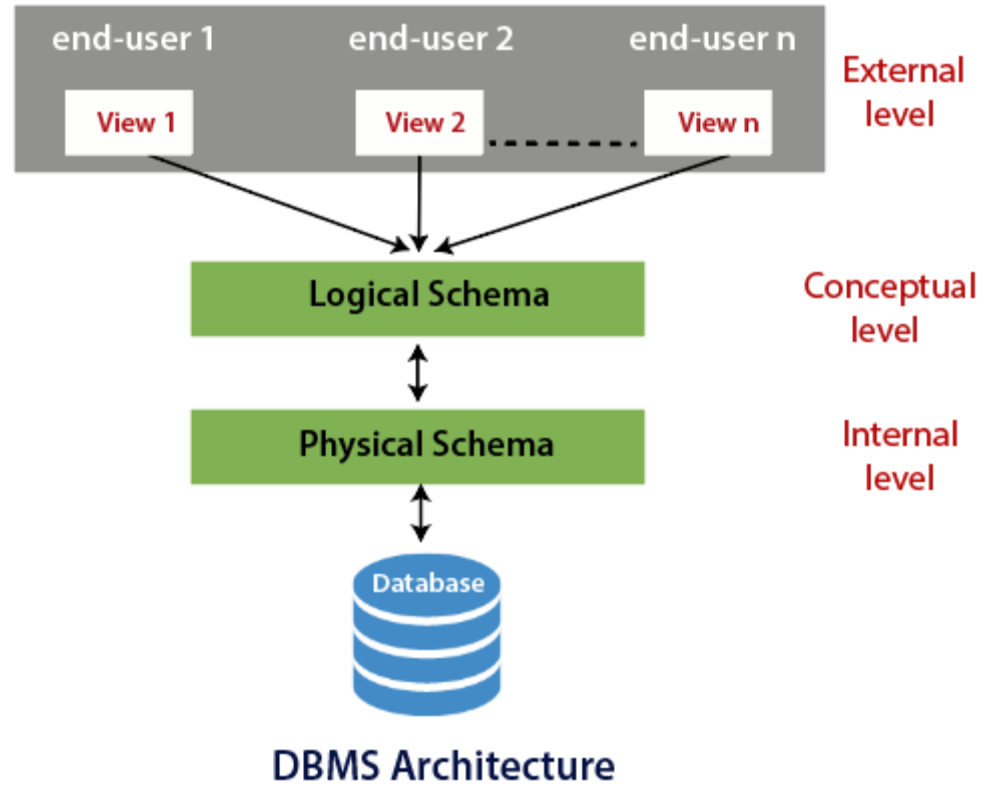 end-user 1 end-user 2 end-user n
External
level
View 1 View 2 View n
Logical Schema
Conceptual
level
Physical Schema
Internal
level
Database
DBMS Architecture